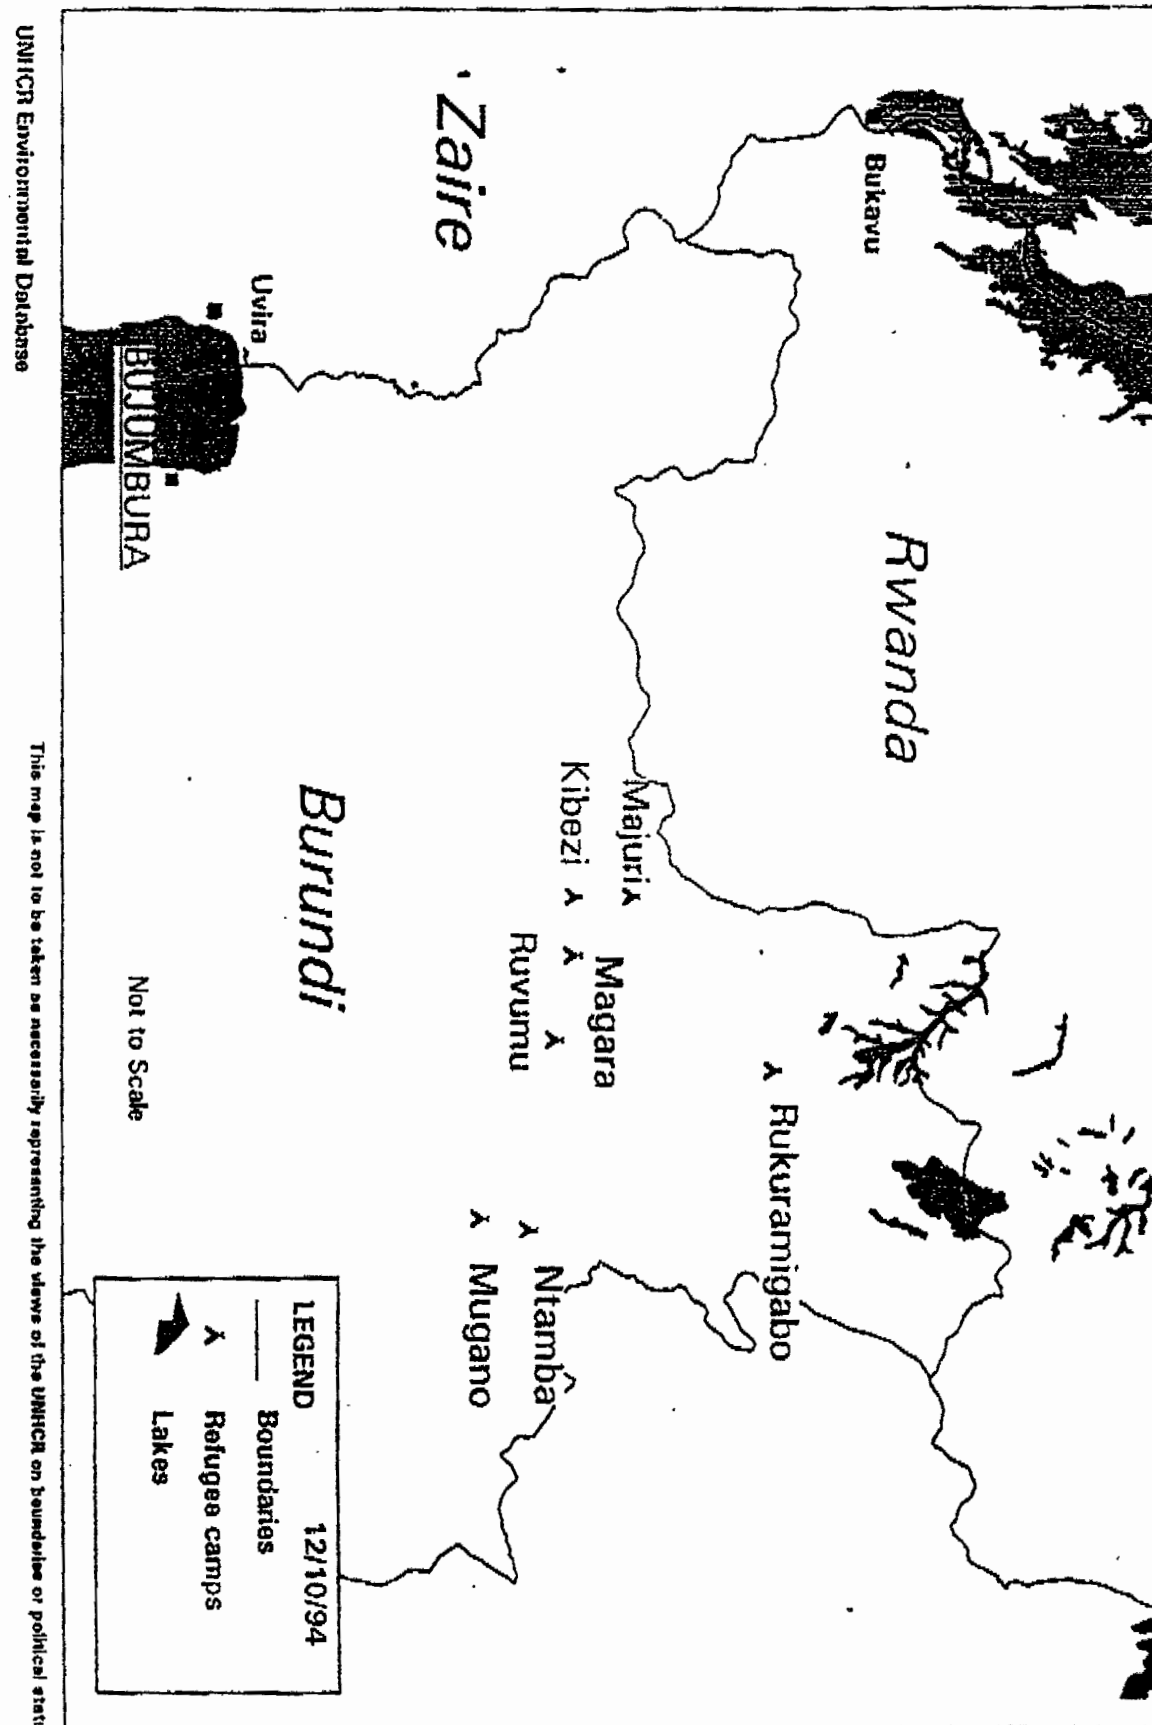 Bukavu
Rwanda
' Zaire
Majuri
Rukuramigabo
Kibezi
Magara
Uvira
Ruvumu
Ntamba
Mugano
Burundi
BUJUMBURA
Not to Scale
LEGEND 12/10/94
Boundaries
Refugee camps
Lakes
This map is not to be taken as necessarily representing the views of the UNHCR on boundaries or political
UNHCR Environmental Database